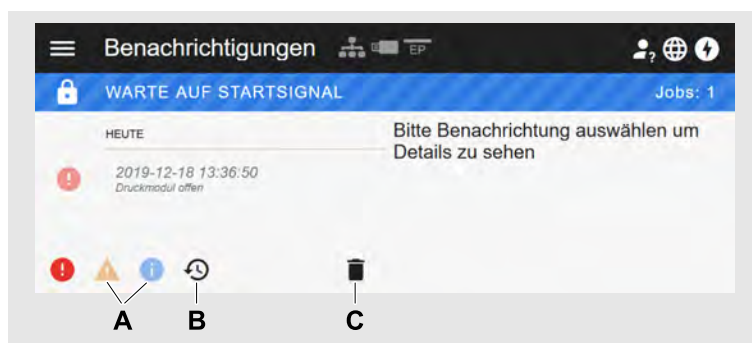 Benachrichtigungen EP
WARTE AUF STARTSIGNAL Jobs: 1
HEUTE
Bitte Benachrichtung auswählen um
Details zu sehen
2019-12-18 13:36:50
Druckmodul offen
A B C